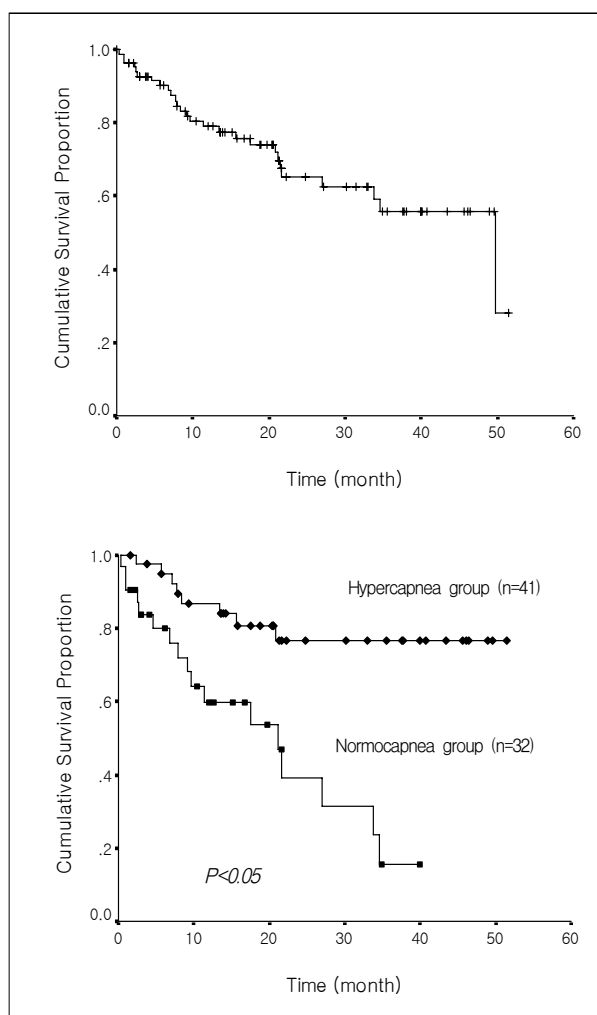 1.0
.8
.6
.4
.2
0.0
Cumulative Survival Proportion
0 10 20 30 40 50 60
Time (month)
1.0
.8
.6
.4
.2
0.0
Cumulative Survival Proportion
Hypercapnea group (n=41)
Normocapnea group (n=32)
P<0.05
0 10 20 30 40 50 60
Time (month)